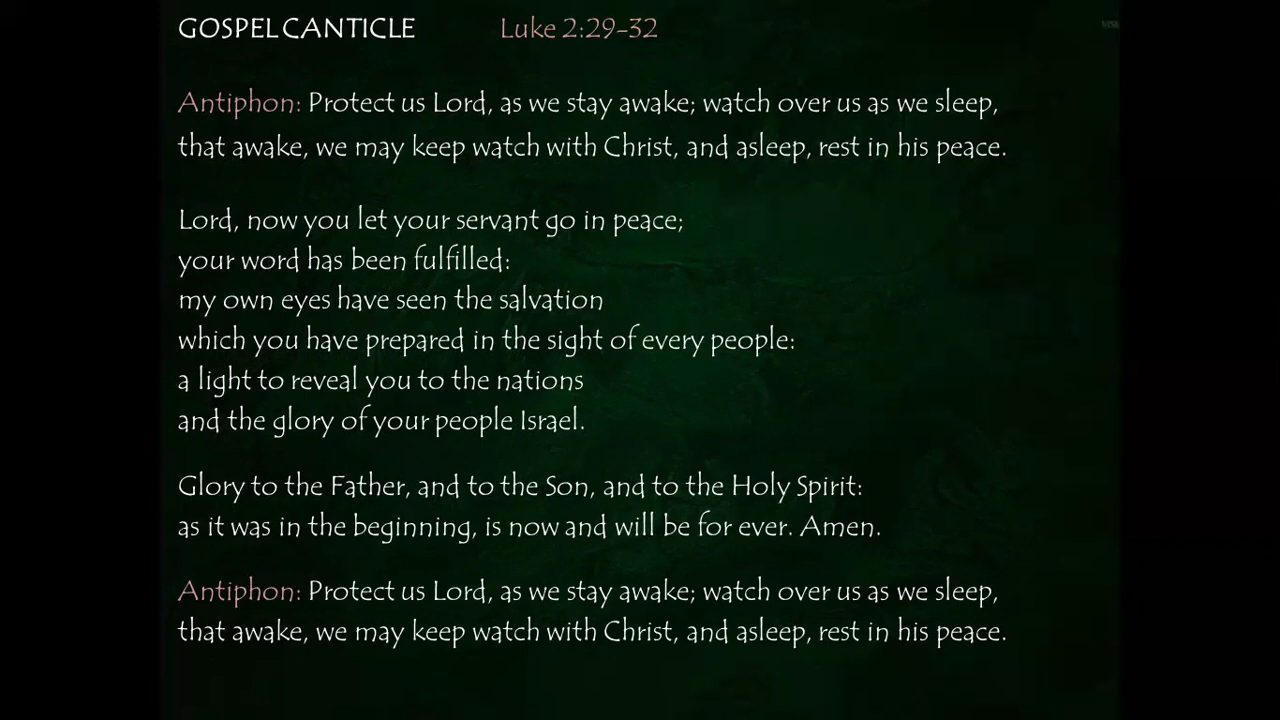 GOSPEL CANTICLE Luke 2:29-32
Antiphon: Protect us Lord, as we stay awake; watch over us as we sleep,
that awake, we may keep watch with Christ, and asleep, rest in his peace.
Lord, now you let your servant go in peace;
your word has been fulfilled:
my own eyes have seen the salvation
which you have prepared in the sight of every people:
a light to reveal you to the nations
and the glory of your people Israel.
Glory to the Father, and to the Son, and to the Holy Spirit:
as it was in the beginning, is now and will be for ever. Amen.
Antiphon: Protect us Lord, as we stay awake; watch over us as we sleep,
that awake, we may keep watch with Christ, and asleep, rest in his peace.